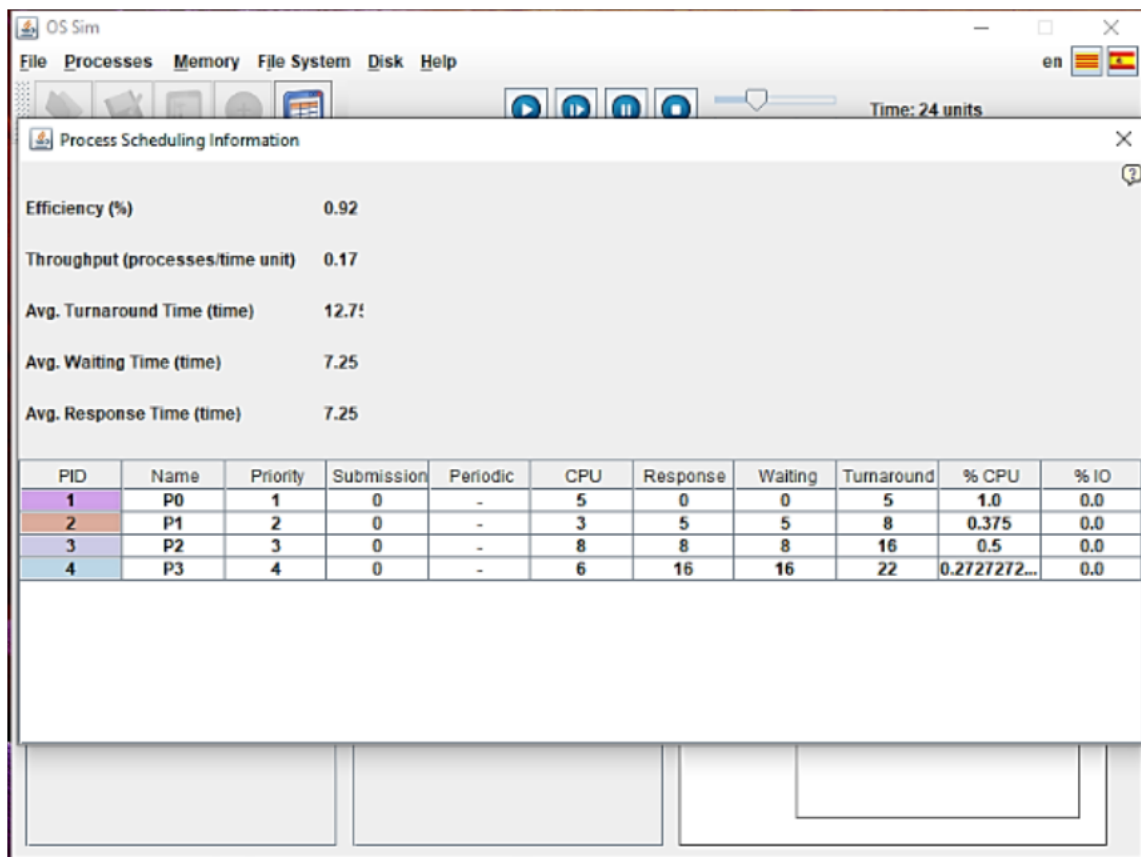 OS Sim
File Processes Memory File System Disk Help en
Time: 24 units
Process Scheduling Information
Efficiency (%) 0.92
Throughput (processes/time unit) 0.17
Avg. Turnaround Time (time) 12.75
Avg. Waiting Time (time) 7.25
Avg. Response Time (time) 7.25
PID Name Priority Submission Periodic CPU Response Waiting Turnaround % CPU % IO
1 P0 1 0 - 5 0 0 5 1.0 0.0
2 P1 2 0 - 3 5 5 8 0.375 0.0
3 P2 3 0 - 8 8 8 16 0.5 0.0
4 P3 4 0 - 6 16 16 22 0.2727272... 0.0